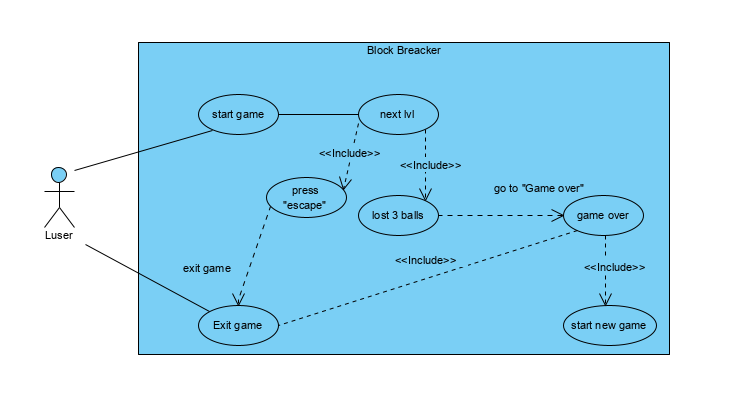 Block Breacker
start game
next lvl
<<Include>>
<<Include>>
press
"escape"
go to "Game over"
lost 3 balls
game over
Luser
<<Include>>
exit game
<<Include>>
Exit game
start new game